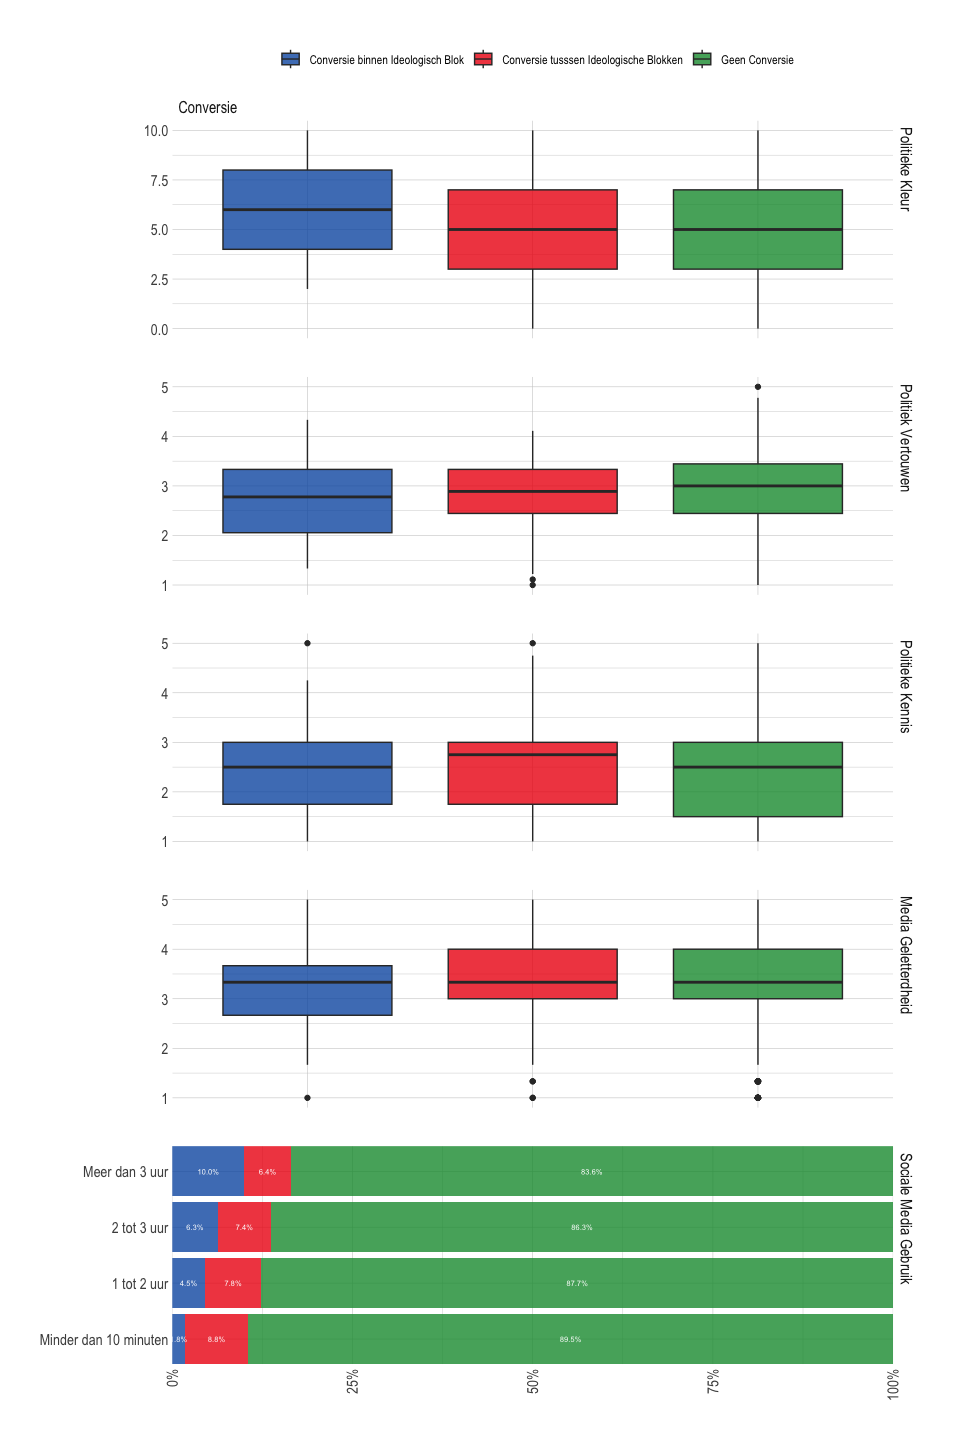 Conversie binnen Ideologisch Blok Conversie tusssen Ideologische Blokken Geen Conversie
Conversie
10.0
7.5
5.0
2.5
0.0
Politieke Kleur
5
4
3
2
1
Politiek Vertouwen
5
4
3
2
1
Politieke Kennis
5
4
3
2
1
Media Geletterdheid
Meer dan 3 uur 10.0% 6.4% 83.6%
2 tot 3 uur 6.3% 7.4% 86.3%
1 tot 2 uur 4.5% 7.8% 87.7%
Minder dan 10 minuten .8% 8.8% 89.5%
Sociale Media Gebruik
0% 25% 50% 75% 100%